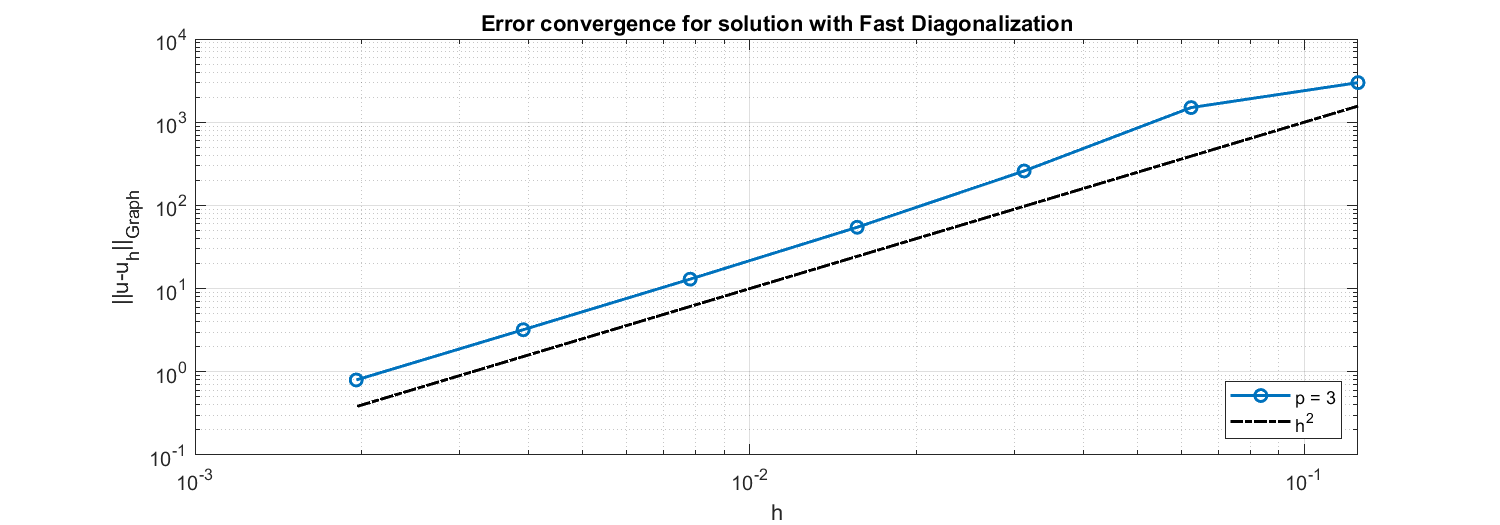 Error convergence for solution with Fast Diagonalization
||u-u_h||_Graph
10^4
10^3
10^2
10^1
10^0
10^-1
10^-3
10^-2
10^-1
h
p = 3
h^2